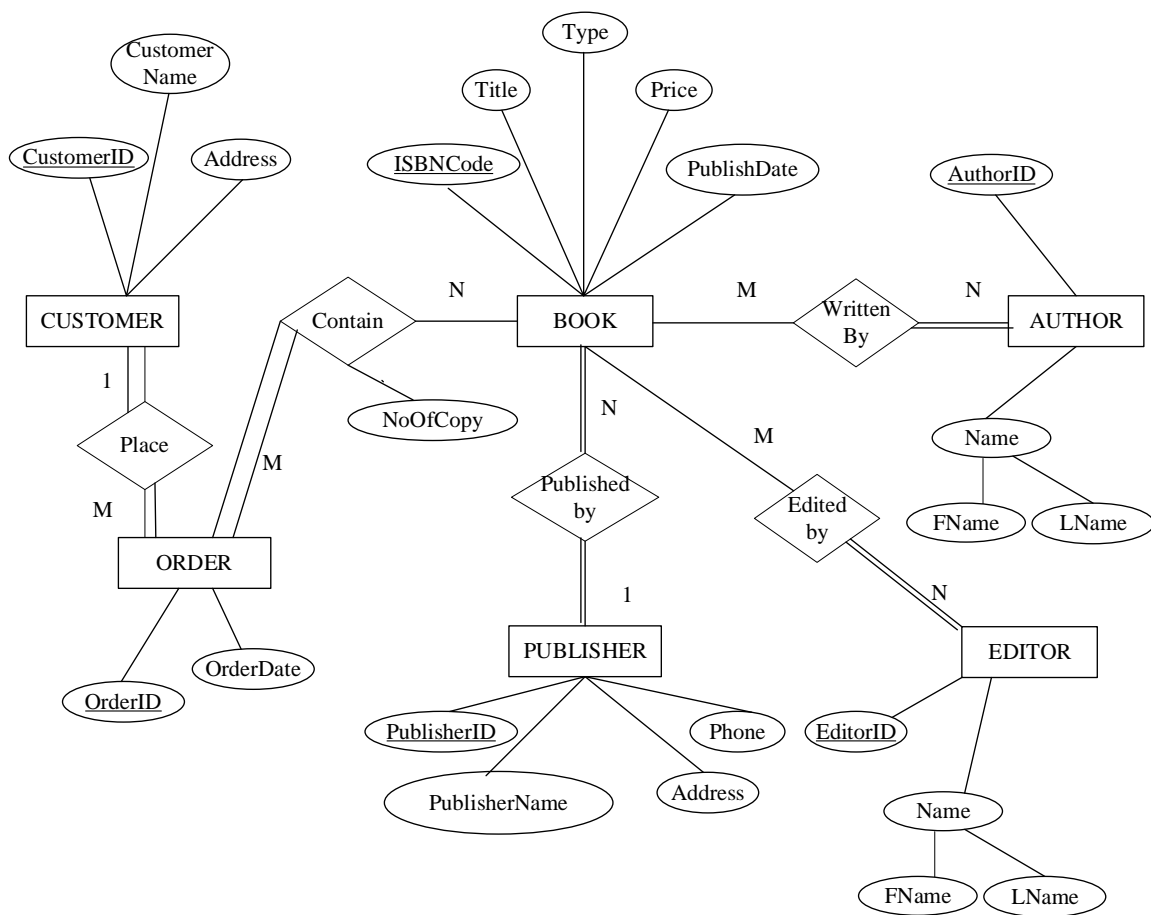 Type
Customer
Name
Title
Price
CustomerID
Address
ISBNCode
PublishDate
AuthorID
N
M
N
CUSTOMER
Contain
BOOK
Written
By
AUTHOR
1
NoOfCopy
N
Place
M
M
Name
M
Published
by
Edited
by
FName
LName
ORDER
1
N
PUBLISHER
EDITOR
OrderDate
OrderID
PublisherID
Phone
EditorID
PublisherName
Address
Name
FName
LName